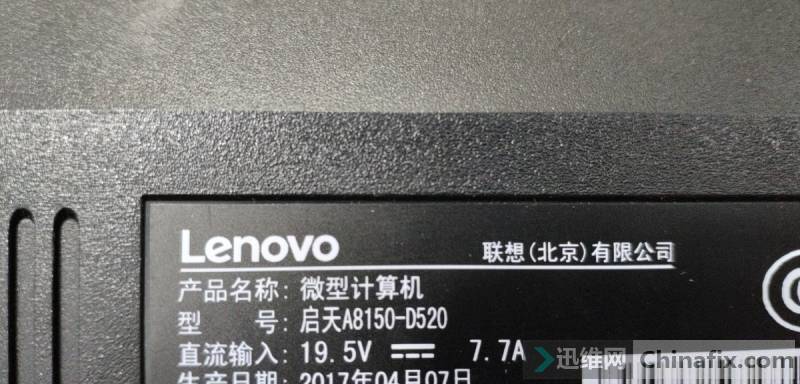 Lenovo 联想(北京)有限公司
产品名称: 微型计算机
型 号: 启天A8150-D520
直流输入: 19.5V 7.7A
生产日期: 2017年04月07日
迅维网 Chinafix.com